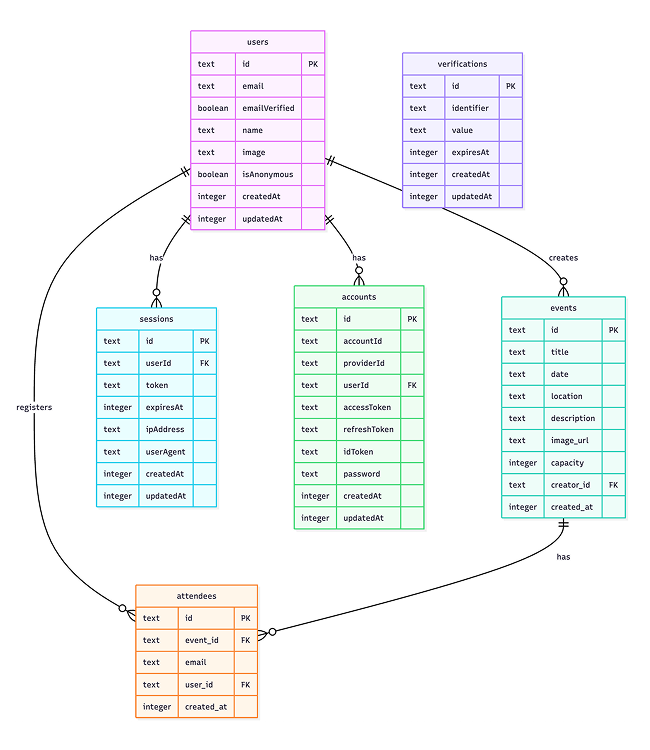 users
text id PK
text email
boolean emailVerified
text name
text image
boolean isAnonymous
integer createdAt
integer updatedAt
verifications
text id PK
text identifier
text value
integer expiresAt
integer createdAt
integer updatedAt
has
has
creates
sessions
text id PK
text userId FK
text token
integer expiresAt
text ipAddress
text userAgent
integer createdAt
integer updatedAt
accounts
text id PK
text accountId
text providerId
text userId FK
text accessToken
text refreshToken
text idToken
text password
integer createdAt
integer updatedAt
events
text id PK
text title
text date
text location
text description
text image_url
integer capacity
text creator_id FK
integer created_at
registers
has
attendees
text id PK
text event_id FK
text email
text user_id FK
integer created_at